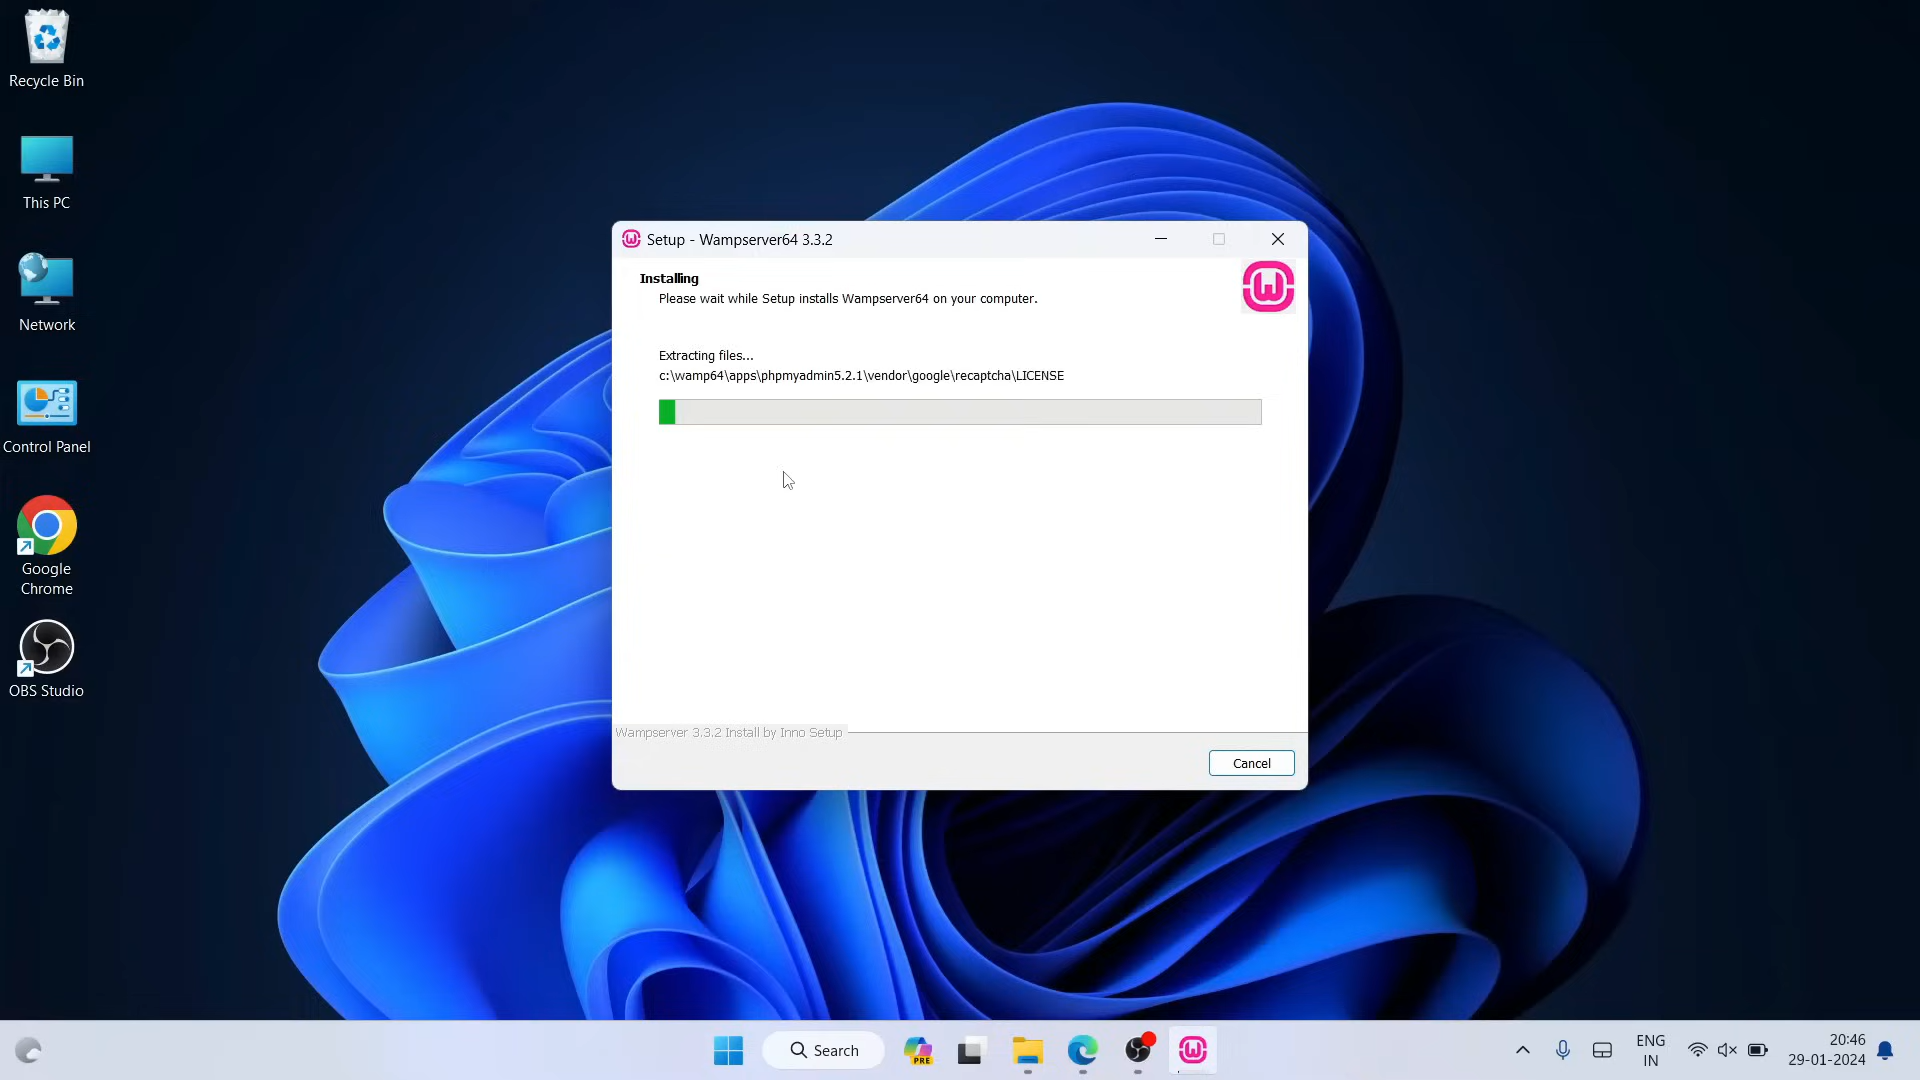 Recycle Bin
This PC
Network
Control Panel
Google
Chrome
OBS Studio
Setup - Wampserver64 3.3.2
Installing
Please wait while Setup installs Wampserver64 on your computer.
Extracting files...
c:\wamp64\apps\phpmyadmin5.2.1\vendor\google\recaptcha\LICENSE
Wampserver 3.3.2 Install by Inno Setup
Cancel
Search
PRE
ENG
IN
20:46
29-01-2024